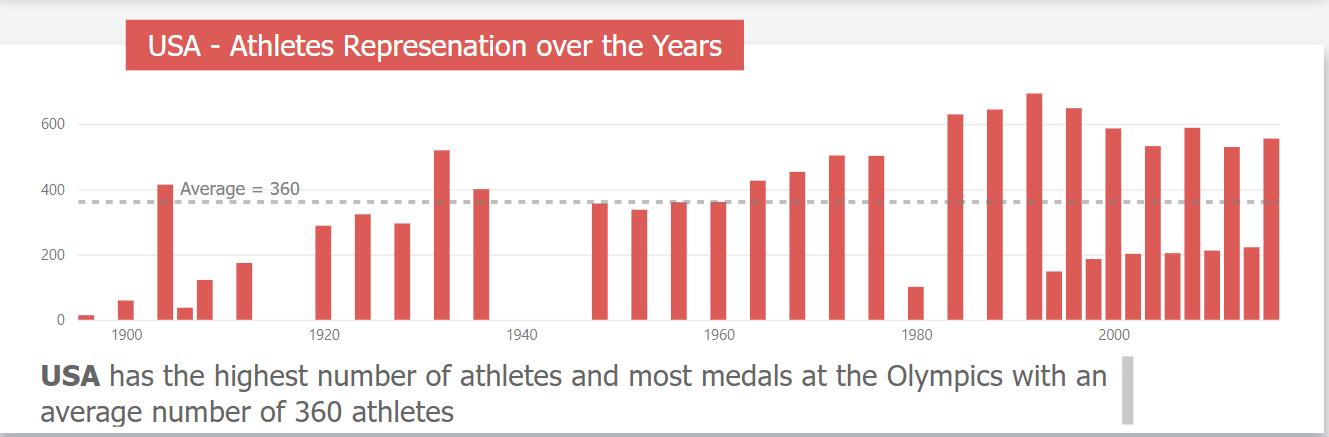 USA - Athletes Represenation over the Years
600
400
Average = 360
200
0
1900 1920 1940 1960 1980 2000
USA has the highest number of athletes and most medals at the Olympics with an
average number of 360 athletes